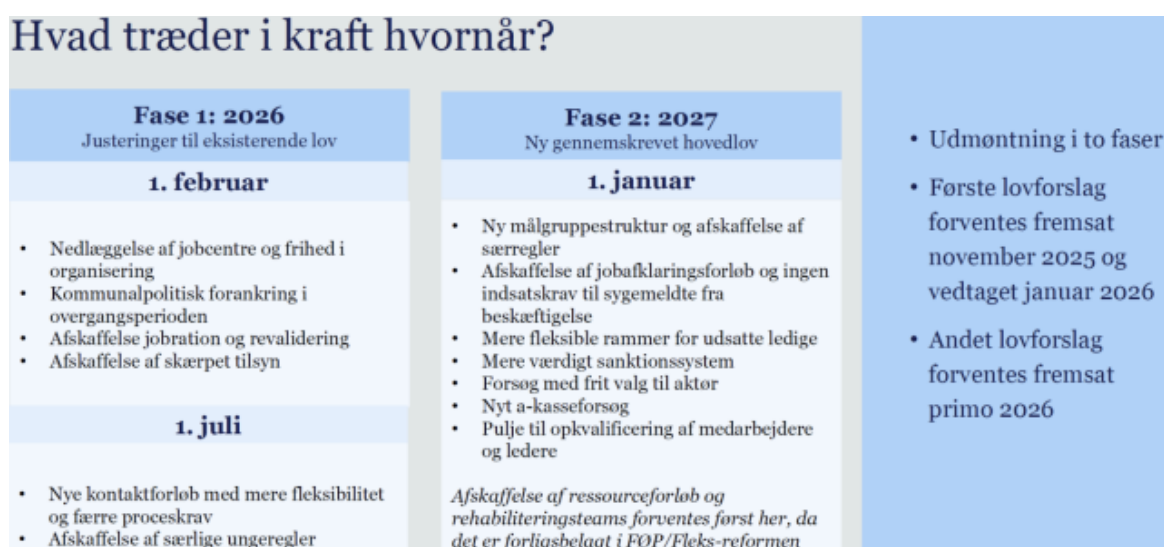 Hvad træder i kraft hvornår?
Fase 1: 2026
Justeringer til eksisterende lov
1. februar
• Nedlæggelse af jobcentre og frihed i
organisering
• Kommunalpolitisk forankring i
overgangsperioden
• Afskaffelse jobration og revalidering
• Afskaffelse af skærpet tilsyn
1. juli
• Nye kontaktforløb med mere fleksibilitet
og færre proceskrav
• Afskaffelse af særlige ungeregler
Fase 2: 2027
Ny gennemskrevet hovedlov
1. januar
• Ny målgruppestruktur og afskaffelse af
særregler
• Afskaffelse af jobafklaringsforløb og ingen
indsatskrav til sygemeldte fra
beskæftigelse
• Mere fleksible rammer for udsatte ledige
• Mere værdigt sanktionssystem
• Forsøg med frit valg til aktør
• Nyt a-kasseforsøg
• Pulje til opkvalificering af medarbejdere
og ledere
Afskaffelse af ressourceforløb og
rehabiliteringsteams forventes først her, da
det er forligsbelagt i FØP/Fleks-reformen
• Udmøntning i to faser
• Første lovforslag
forventes fremsat
november 2025 og
vedtaget januar 2026
• Andet lovforslag
forventes fremsat
primo 2026